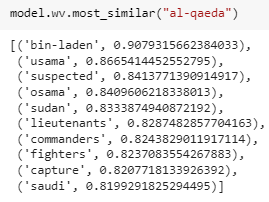 model.wv.most_similar("al-qaeda")
[('bin-laden', 0.9079315662384033),
('usama', 0.8665414452552795),
('suspected', 0.8413771390914917),
('osama', 0.8409606218338013),
('sudan', 0.8333874940872192),
('lieutenants', 0.8287482857704163),
('commanders', 0.8243829011917114),
('fighters', 0.8237083554267883),
('capture', 0.8207718133926392),
('saudi', 0.8199291825294495)]